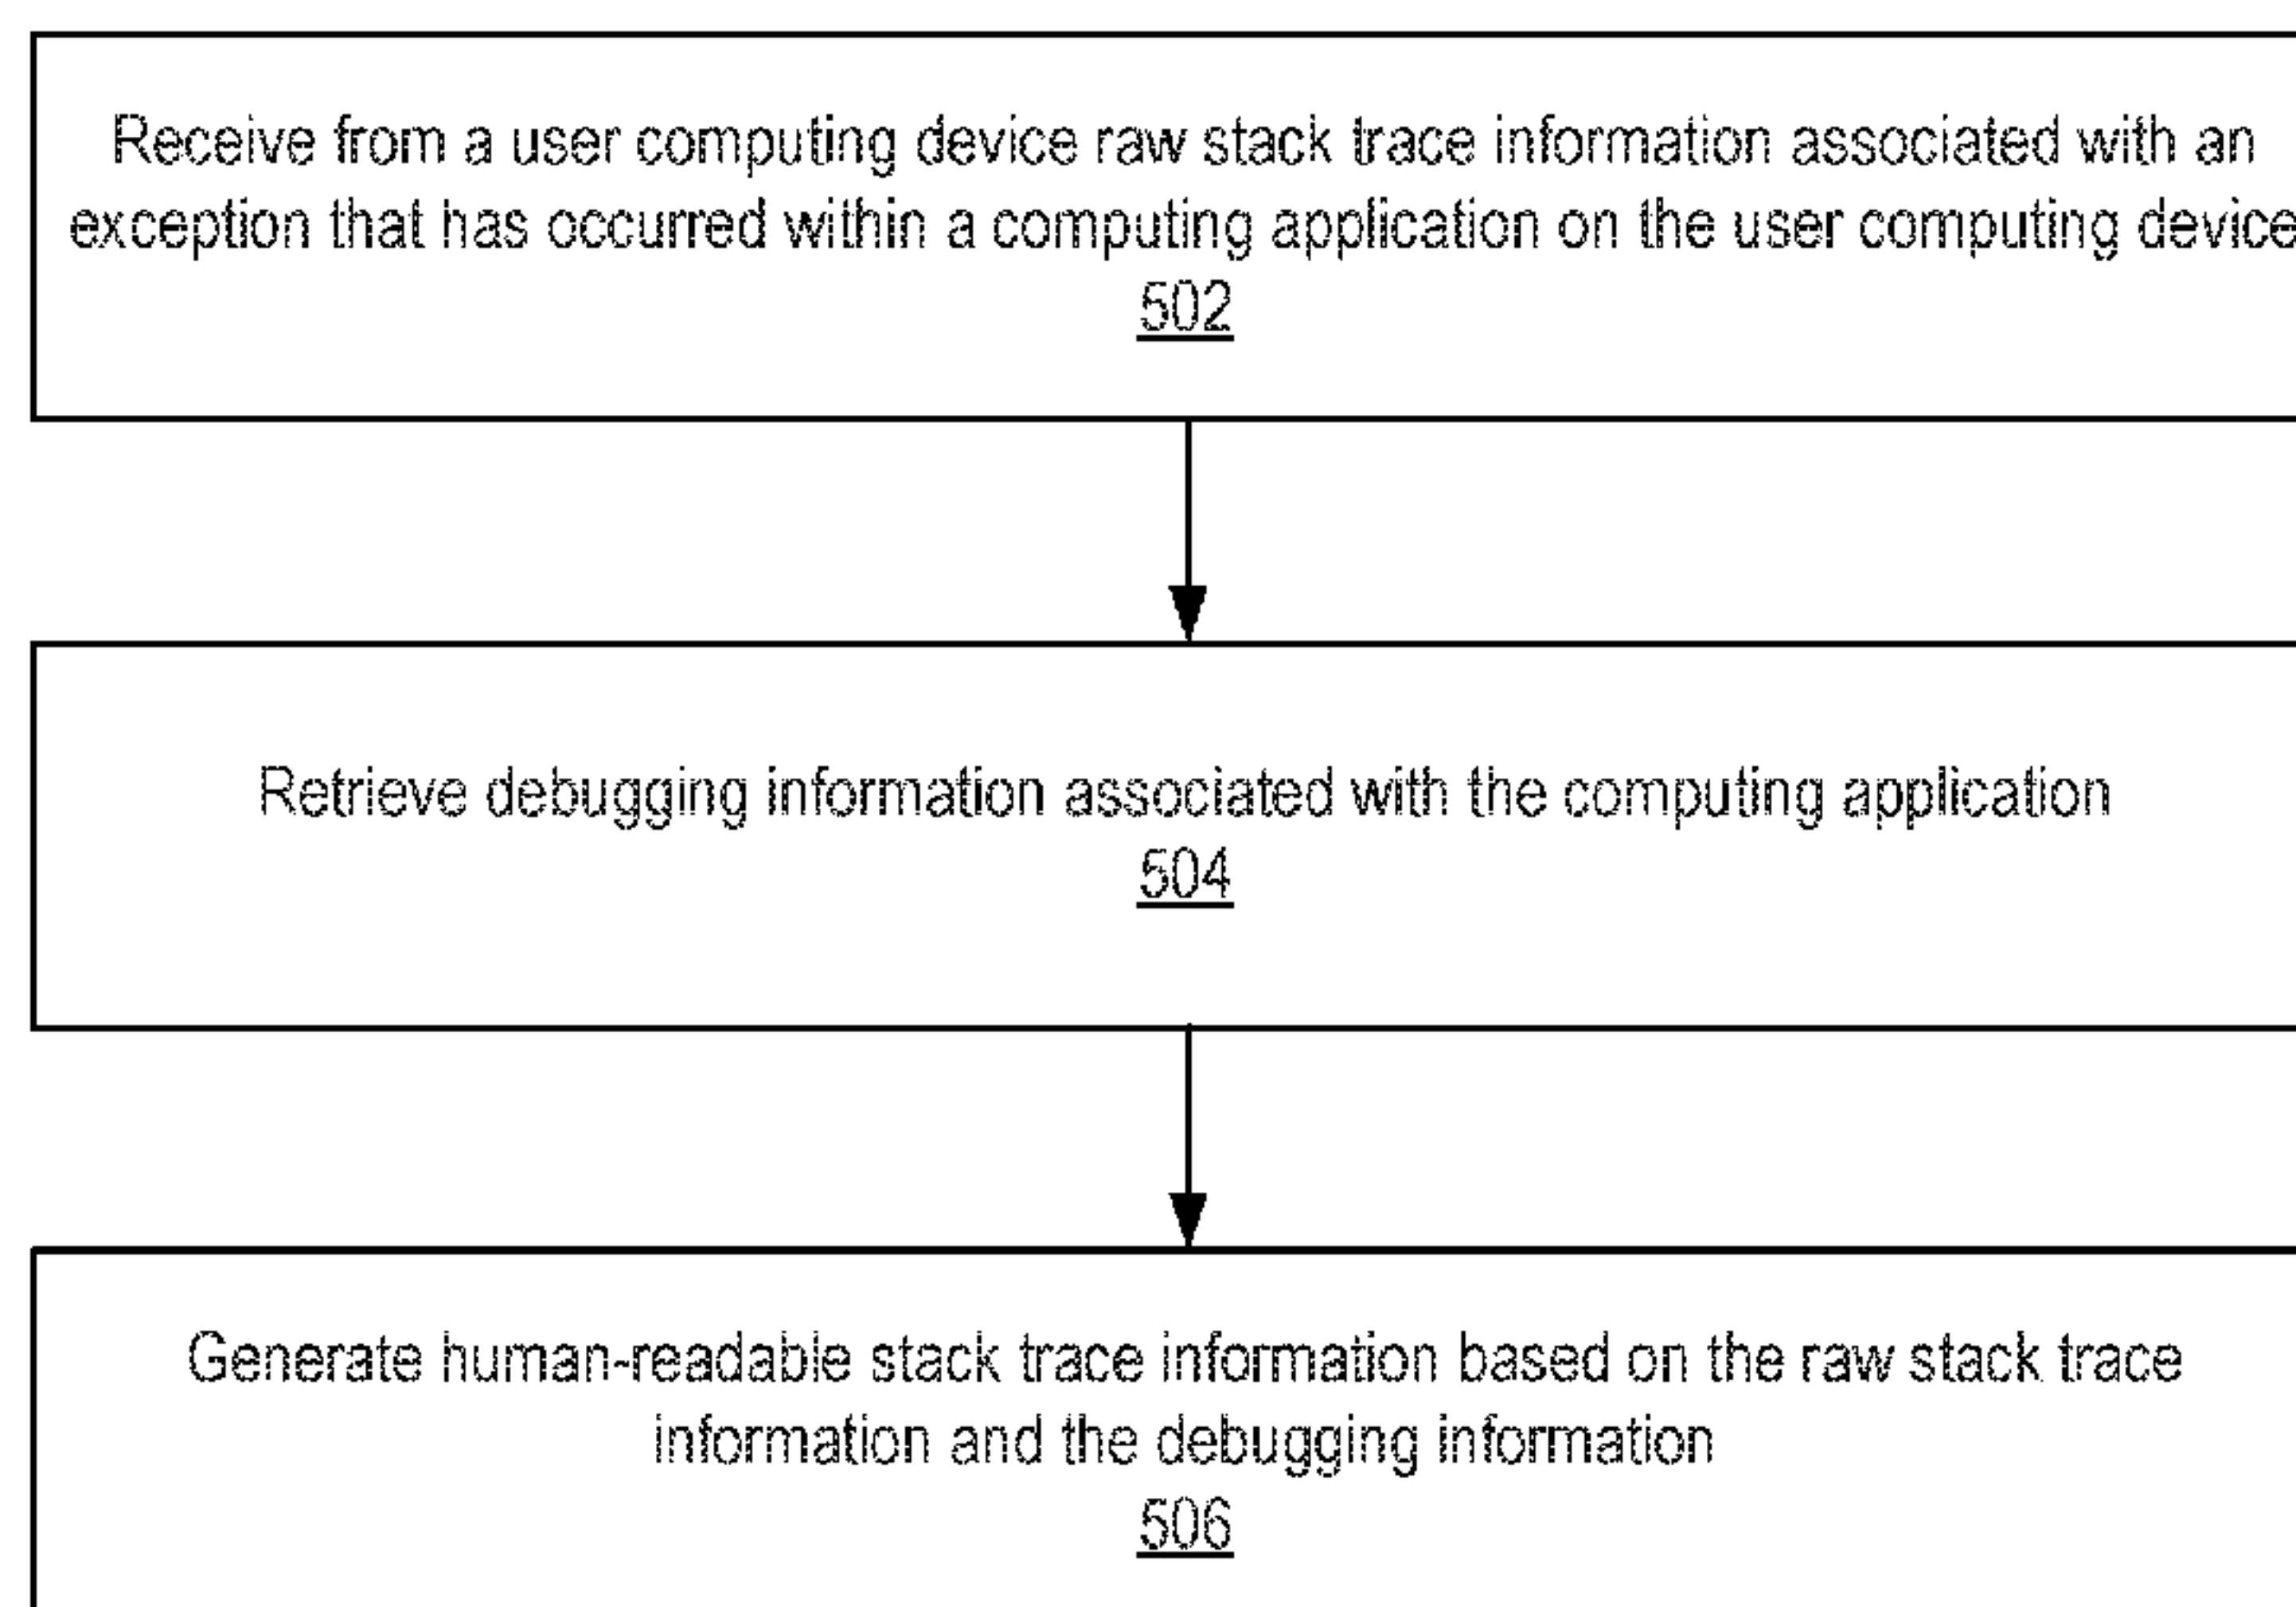 Receive from a user computing device raw stack trace information associated with an
exception that has occurred within a computing application on the user computing device
502
Retrieve debugging information associated with the computing application
504
Generate human-readable stack trace information based on the raw stack trace
information and the debugging information
506